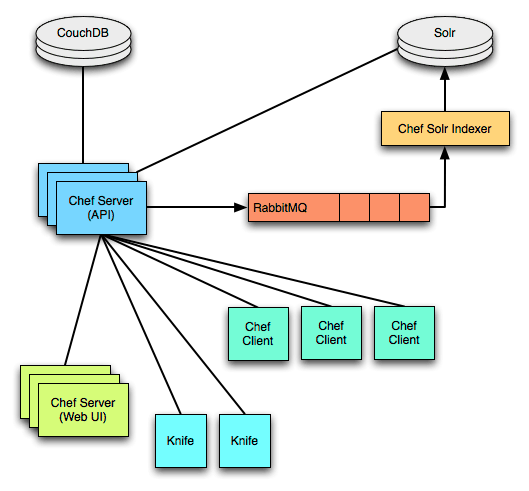 CouchDB
Solr
Chef Solr Indexer
Chef Server
(API)
RabbitMQ
Chef
Client
Chef
Client
Chef
Client
Chef Server
(Web UI)
Knife
Knife